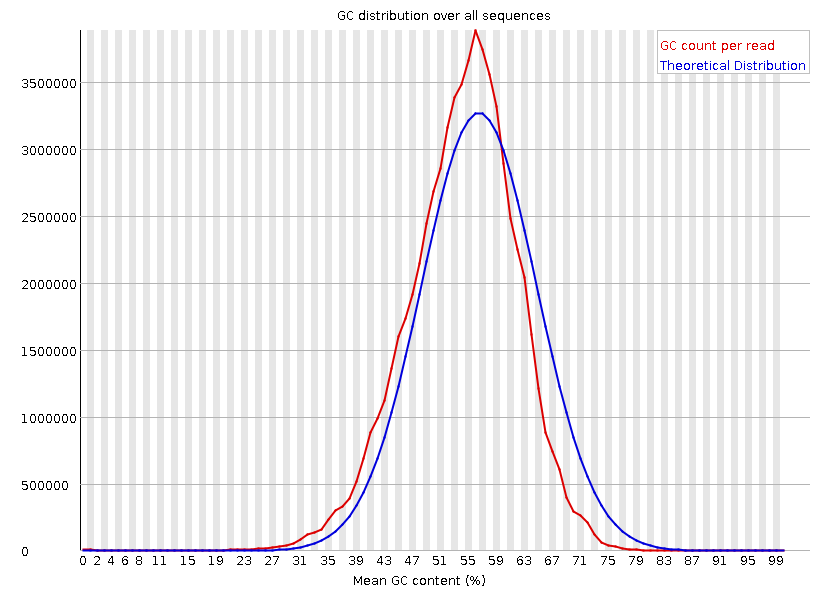 GC distribution over all sequences
GC count per read
Theoretical Distribution
3500000
3000000
2500000
2000000
1500000
1000000
500000
0
0 2 4 6 8 11 15 19 23 27 31 35 39 43 47 51 55 59 63 67 71 75 79 83 87 91 95 99
Mean GC content (%)